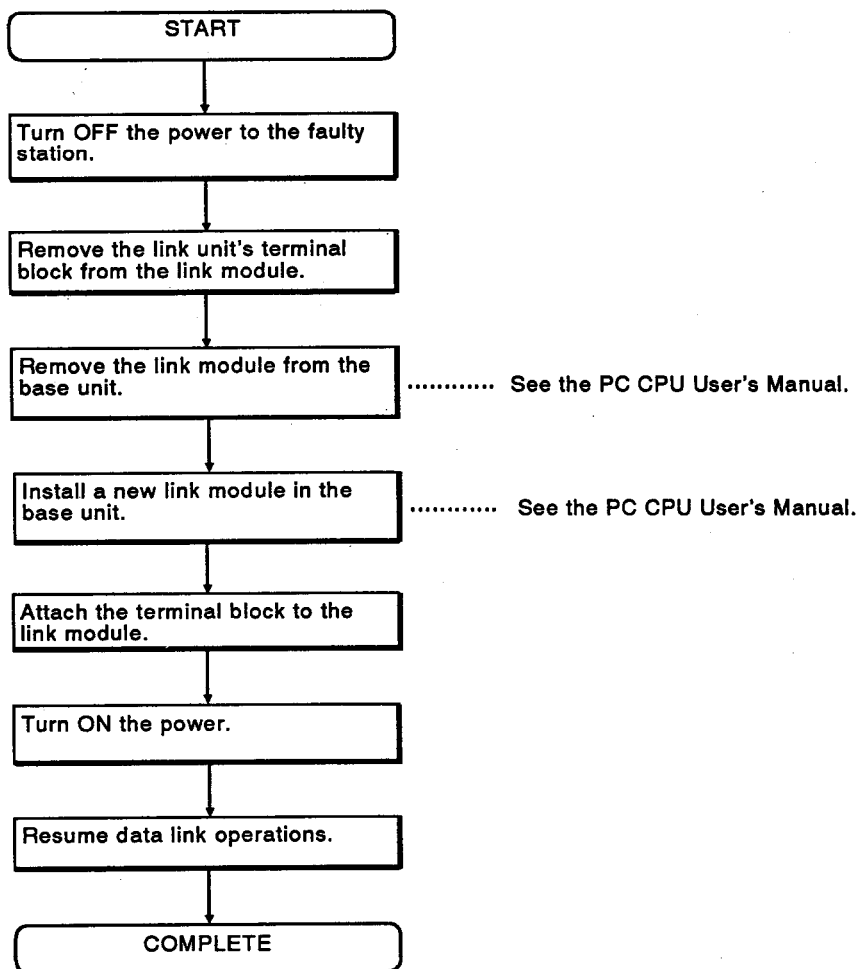 START
Turn OFF the power to the faulty
station.
Remove the link unit's terminal
block from the link module.
Remove the link module from the
base unit.
............ See the PC CPU User's Manual.
Install a new link module in the
base unit.
............ See the PC CPU User's Manual.
Attach the terminal block to the
link module.
Turn ON the power.
Resume data link operations.
COMPLETE